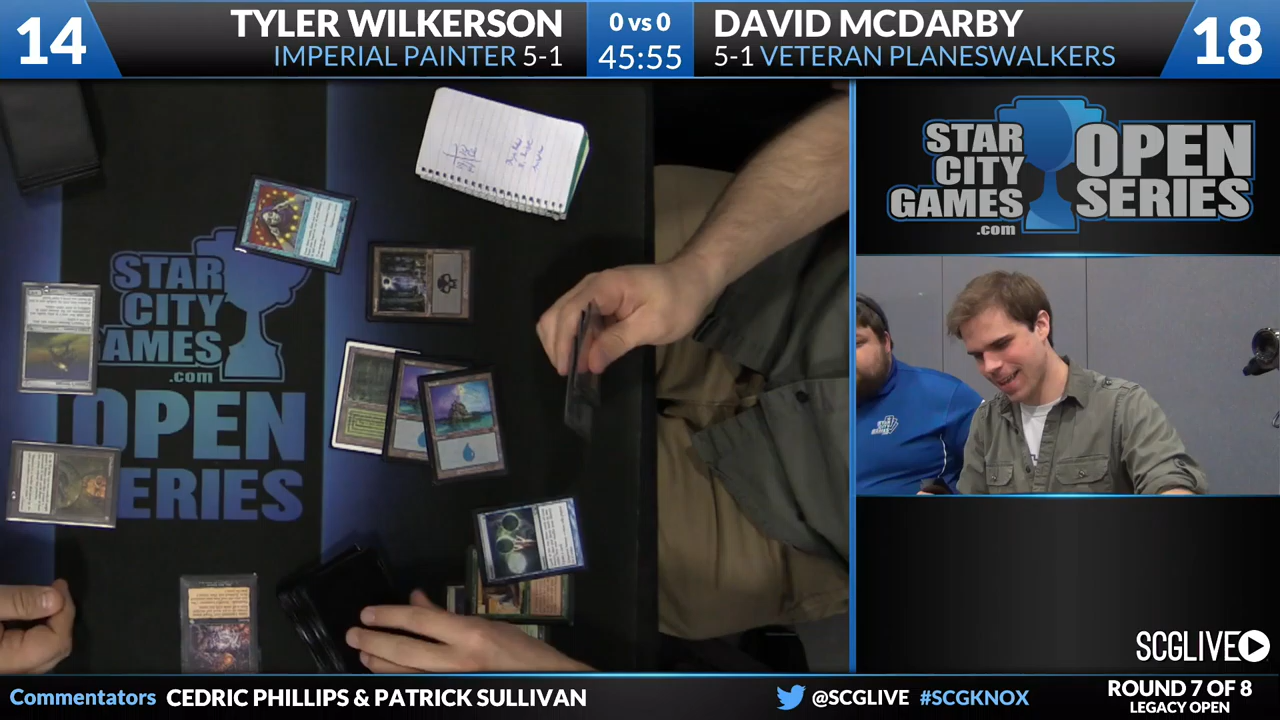 14
TYLER WILKERSON
IMPERIAL PAINTER 5-1
0 vs 0
45:55
DAVID MCDARBY
5-1 VETERAN PLANESWALKERS
18
STAR
CITY
GAMES
.com
OPEN
SERIES
STAR
CITY
GAMES
.com
OPEN
SERIES
SCGLIVE
Commentators CEDRIC PHILLIPS & PATRICK SULLIVAN
@SCGLIVE #SCGKNOX
ROUND 7 OF 8
LEGACY OPEN